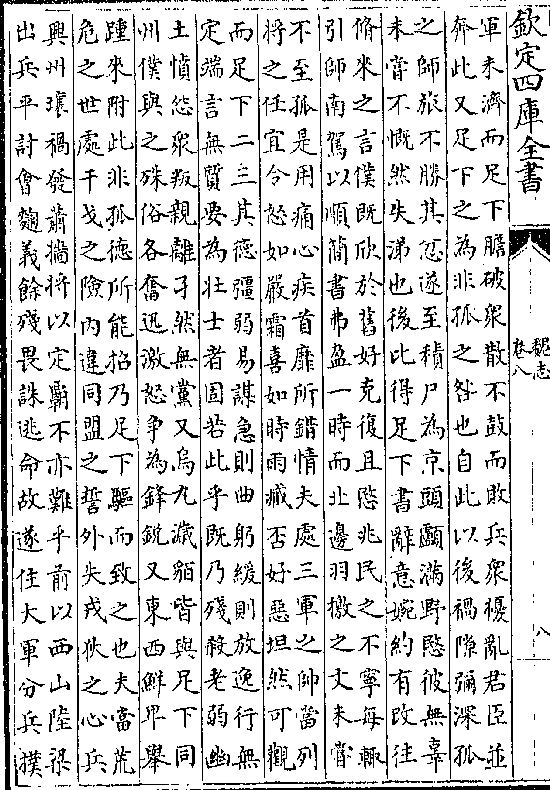 欽定四庫全書
魏志
卷八
八
軍未濟而足下膽破衆散不鼓而敗兵衆擾亂君臣並
奔此又足下之為非孤之咎也自此以後禍隙彌深孤
之師旅不勝其忿遂至積尸為京頭顱滿野愍彼無辜
未嘗不慨然失涕也後比得足下書辭意婉約有改往
脩來之言僕既欣於舊好克復且愍兆民之不寧每輒
引師南駕以順簡書弗盈一時而北邊羽檄之文未嘗
不至孤是用痛心疾首靡所錯情夫處三軍之帥當列
將之任宜令怒如嚴霜喜如時雨臧否好惡坦然可觀
而足下二三其德彊弱易謀急則曲躬緩則放逸行無
定端言無質要為壯士者固若此乎既乃殘殺老弱幽
土憤怨衆叛親離孑然無黨又烏九濊貊皆與足下同
州僕與之殊俗各奮迅激怒爭為鋒銳又東西鮮卑舉
踵來附此非孤德所能招乃足下驅而致之也夫當荒
危之世處干戈之險內違同盟之誓外失戎狄之心兵
興州壤禍發蕭牆將以定霸不亦難乎前以西山陸梁
出兵平討會麴義餘殘畏誅逃命故遂住大軍分兵撲